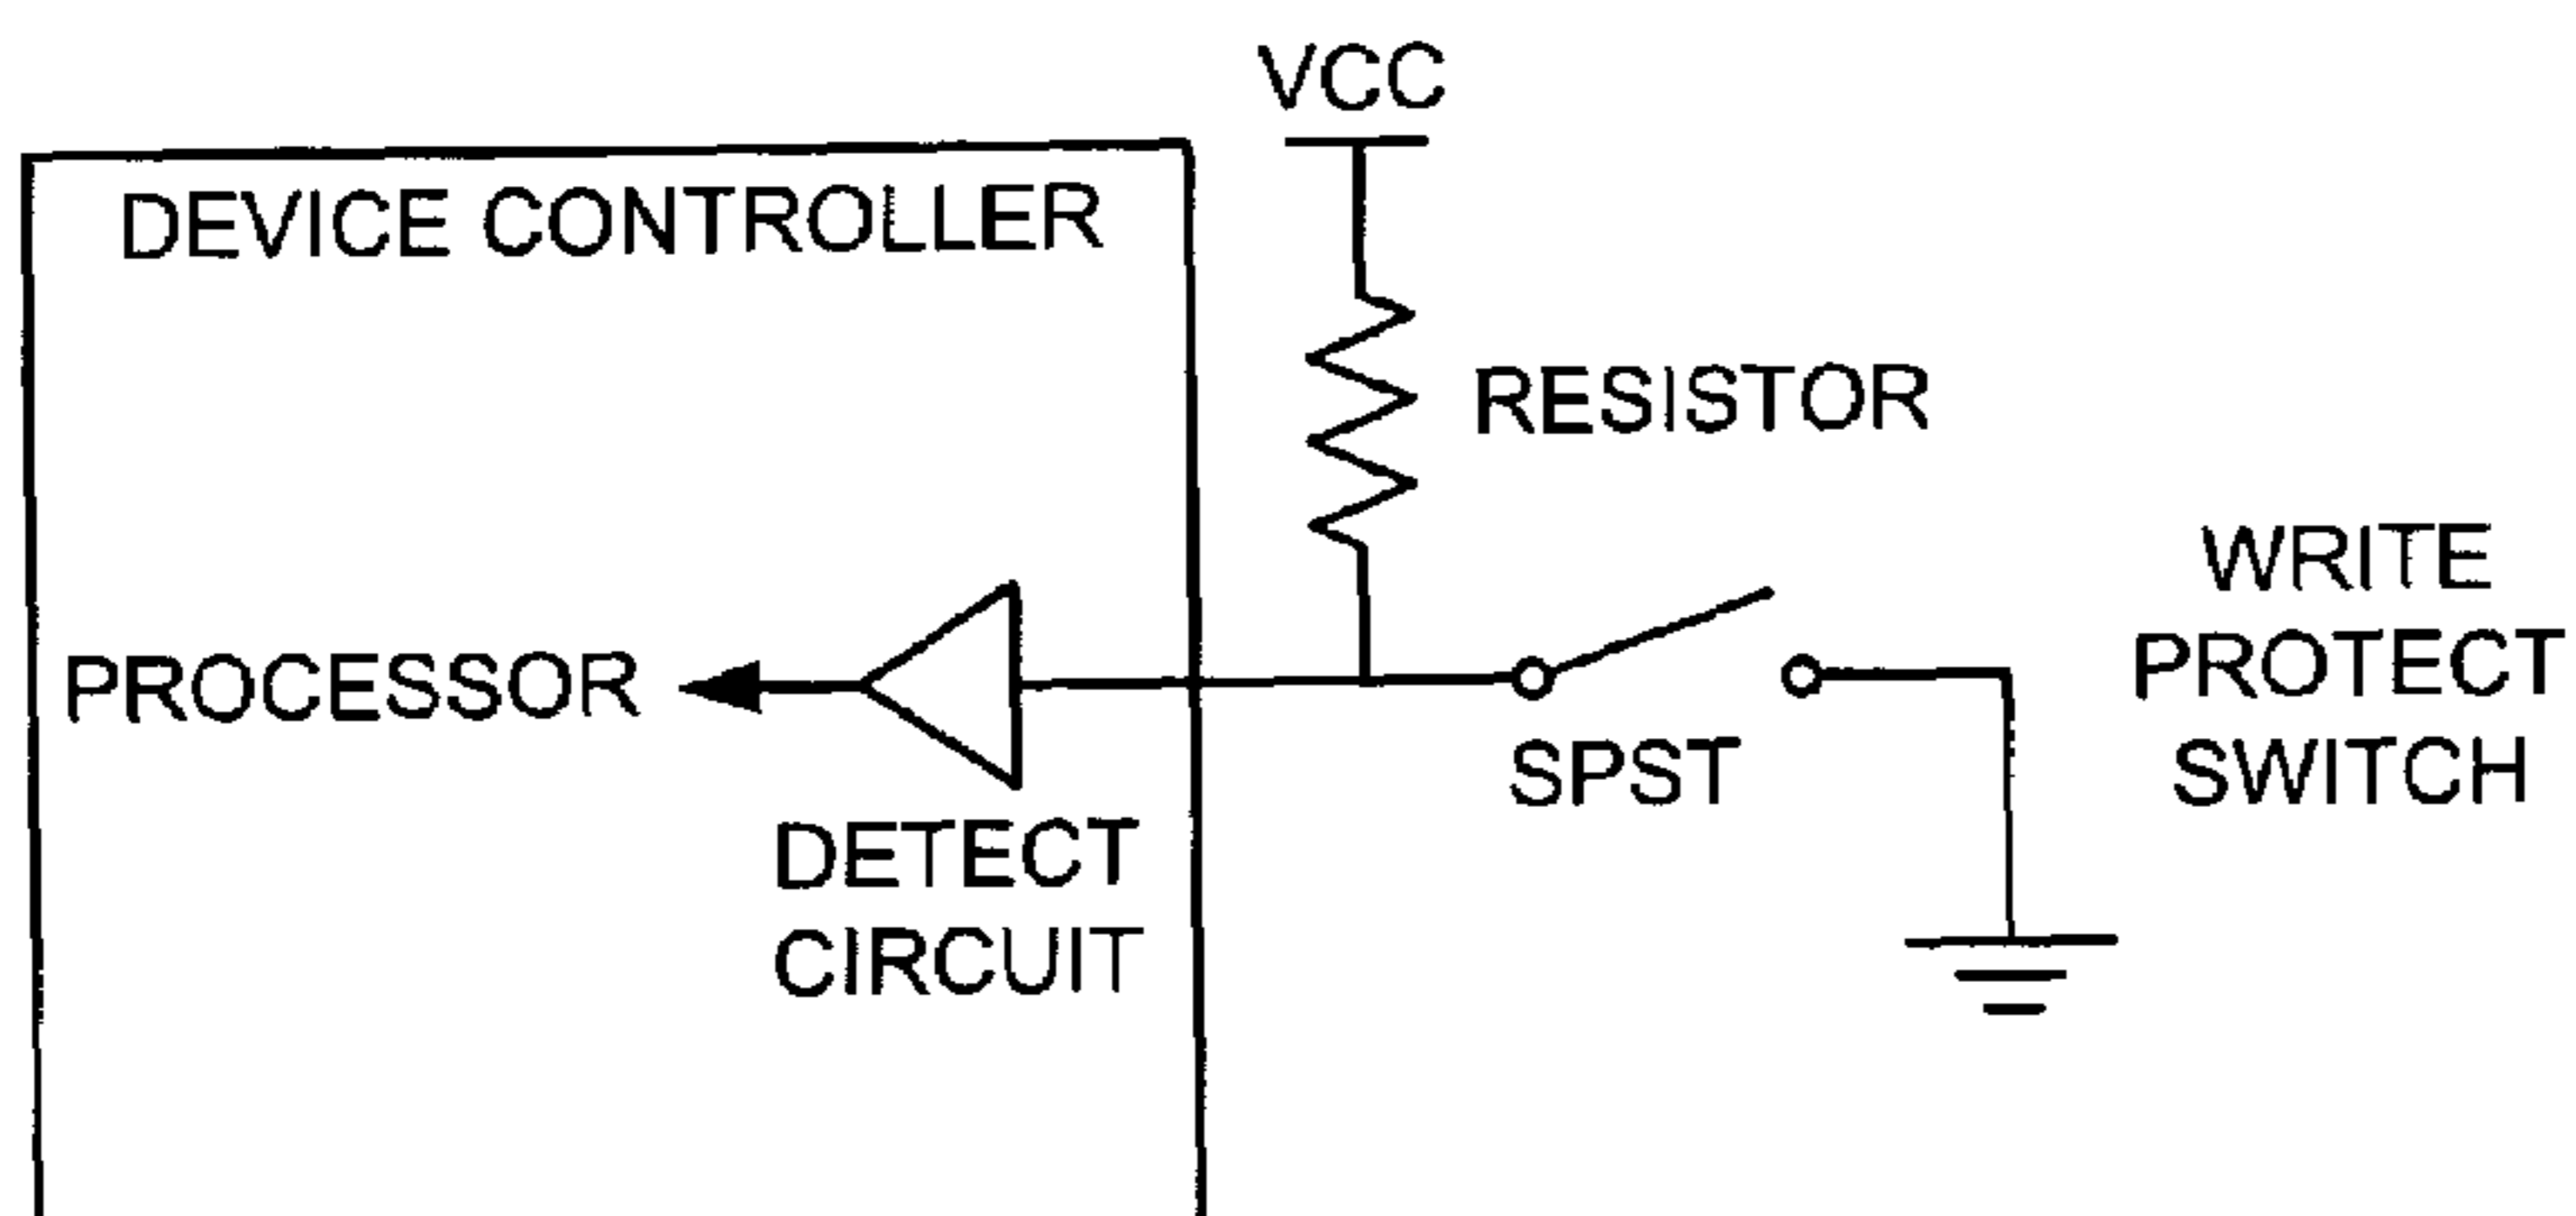 VCC
DEVICE CONTROLLER
RESISTOR
WRITE
PROTECT
SWITCH
PROCESSOR
SPST
DETECT
CIRCUIT